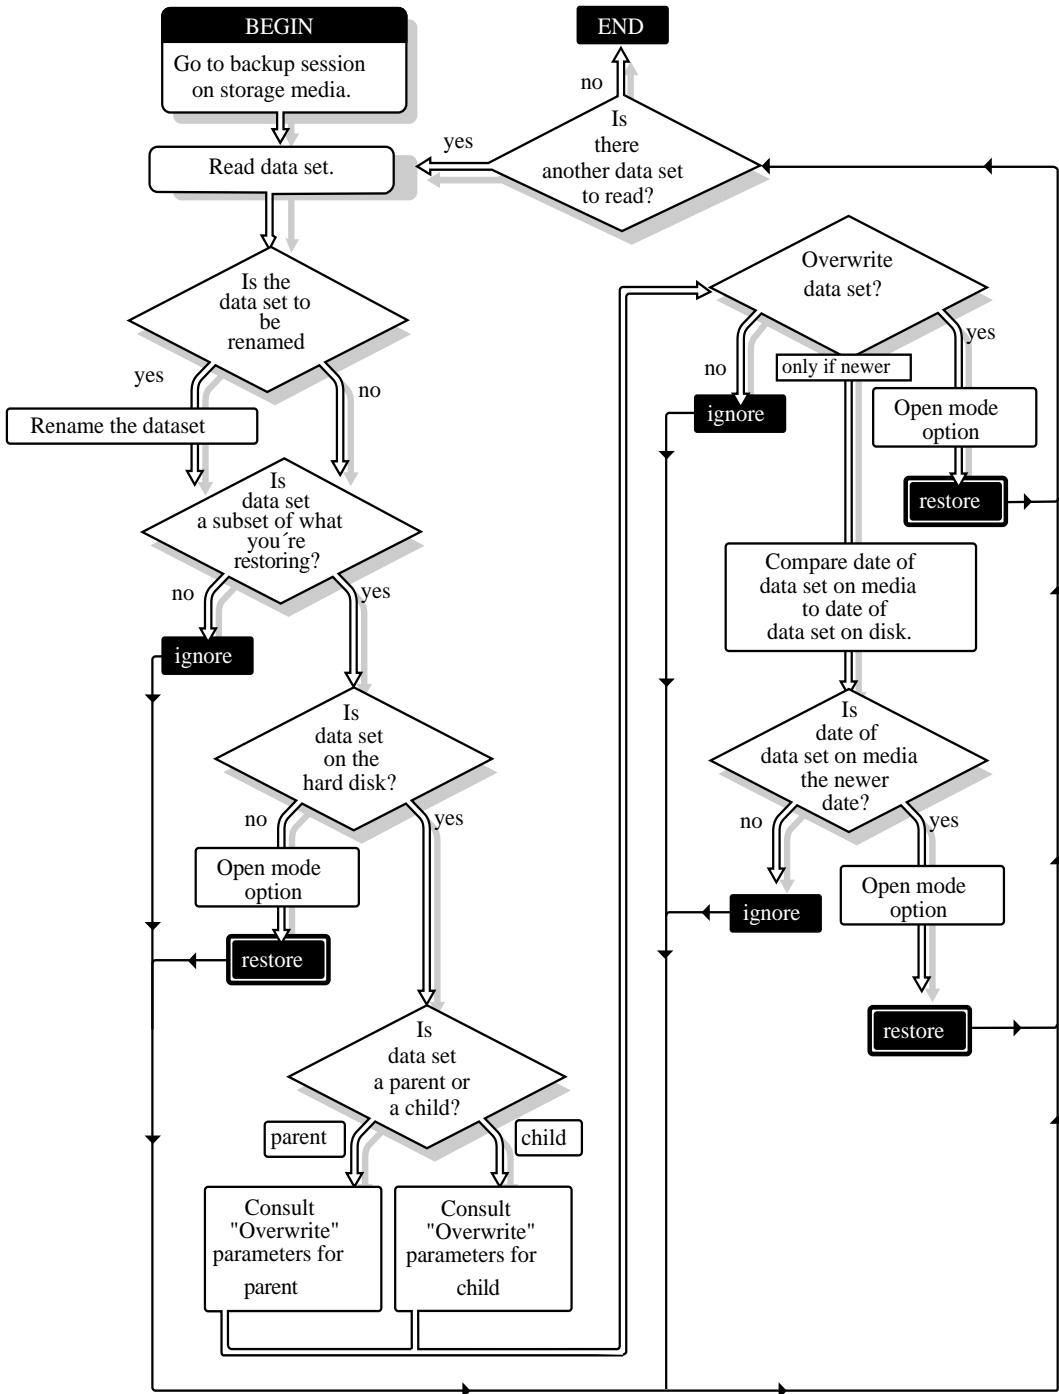 BEGIN
Go to backup session
on storage media.
END
no
Is
there
another data set
to read?
yes
Read data set.
Is the
data set to
be
renamed
yes
no
Rename the dataset
Is
data set
a subset of what
you´re
restoring?
no
yes
ignore
Is
data set
on the
hard disk?
no
yes
Open mode
option
restore
Is
data set
a parent or
a child?
parent
child
Consult
"Overwrite"
parameters for
parent
Consult
"Overwrite"
parameters for
child
Overwrite
data set?
no
only if newer
yes
ignore
Open mode
option
restore
Compare date of
data set on media
to date of
data set on disk.
Is
date of
data set on media
the newer
date?
no
yes
ignore
Open mode
option
restore